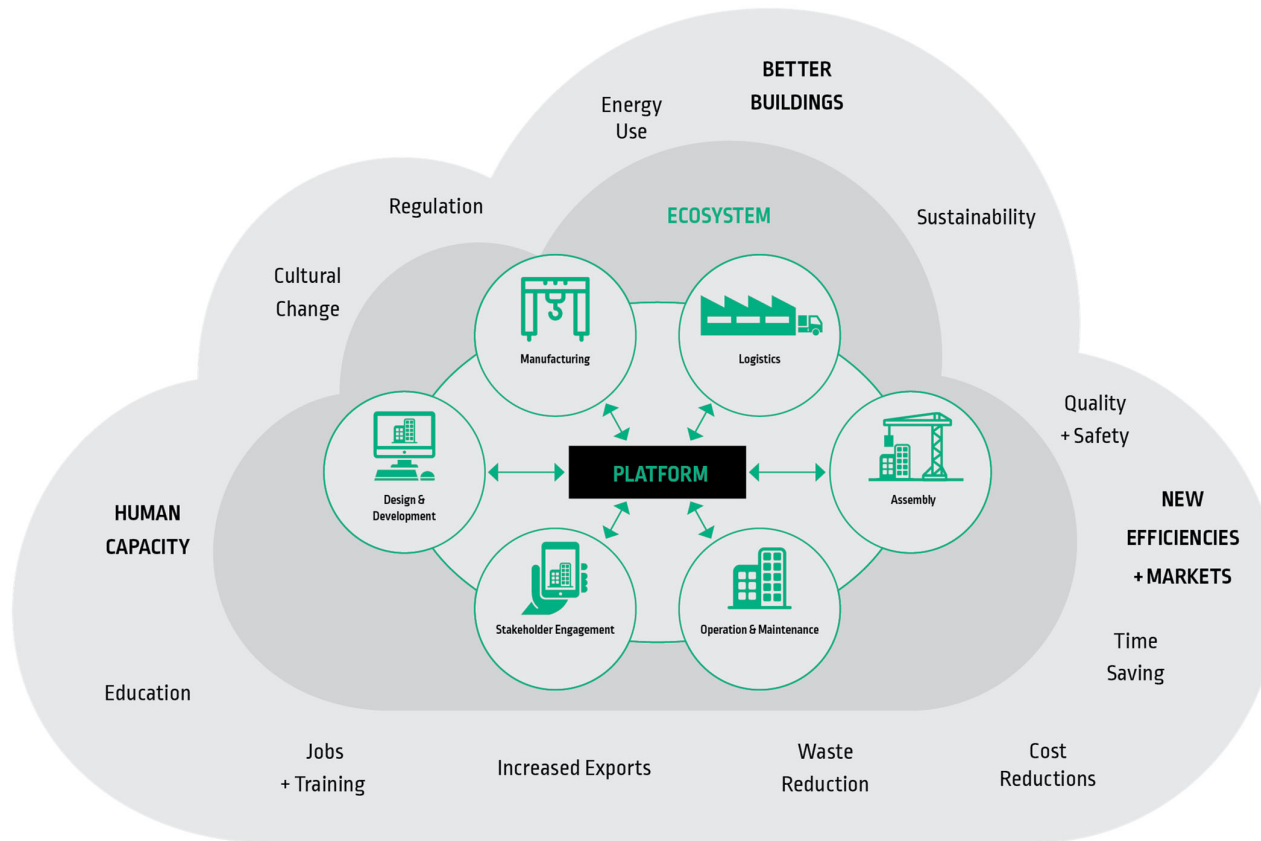 BETTER
BUILDINGS
Energy
Use
Regulation
ECOSYSTEM
Sustainability
Cultural
Change
Manufacturing
Logistics
Quality
+ Safety
PLATFORM
Design &
Development
Assembly
HUMAN
CAPACITY
NEW
EFFICIENCIES
+ MARKETS
Stakeholder Engagement
Operation & Maintenance
Time
Saving
Education
Jobs
+ Training
Increased Exports
Waste
Reduction
Cost
Reductions